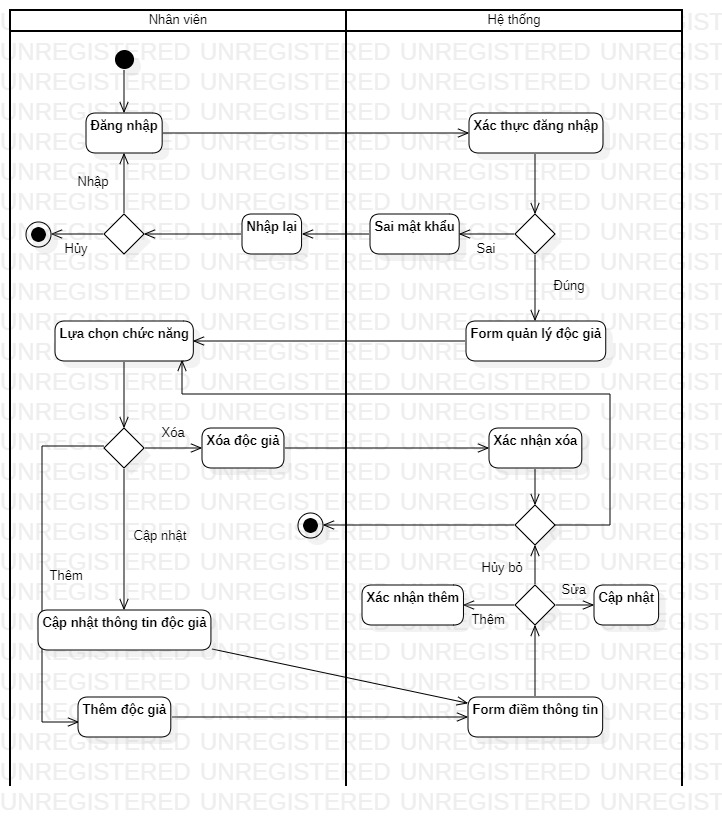 Nhân viên
Hệ thống
Đăng nhập
Xác thực đăng nhập
Nhập
Nhập lại
Sai mật khẩu
Hủy
Sai
Đúng
Lựa chọn chức năng
Form quản lý độc giả
Xóa
Xóa độc giả
Xác nhận xóa
Cập nhật
Hủy bỏ
Thêm
Xác nhận thêm
Sửa
Cập nhật
Thêm
Cập nhật thông tin độc giả
Thêm độc giả
Form điềm thông tin
UNREGISTERED UNREGISTERED UNREGISTERED UNREGIST